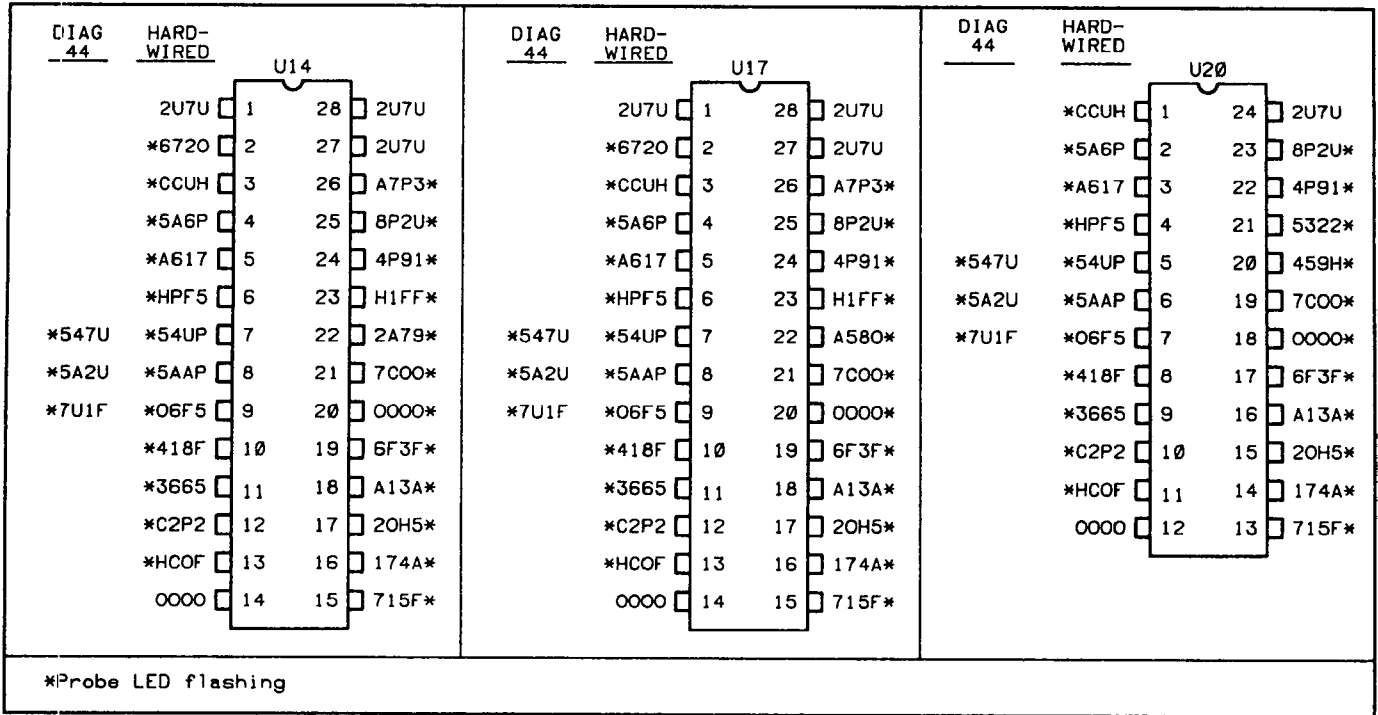 DIAG 44 HARD-WIRED
U14
2U7U 1 28 2U7U
*6720 2 27 2U7U
*CCUH 3 26 A7P3*
*5A6P 4 25 8P2U*
*A617 5 24 4P91*
*HPF5 6 23 H1FF*
*547U *54UP 7 22 2A79*
*5A2U *5AAP 8 21 7C00*
*7U1F *06F5 9 20 0000*
*418F 10 19 6F3F*
*3665 11 18 A13A*
*C2P2 12 17 20H5*
*HC0F 13 16 174A*
0000 14 15 715F*
DIAG 44 HARD-WIRED
U17
2U7U 1 28 2U7U
*6720 2 27 2U7U
*CCUH 3 26 A7P3*
*5A6P 4 25 8P2U*
*A617 5 24 4P91*
*HPF5 6 23 H1FF*
*547U *54UP 7 22 A580*
*5A2U *5AAP 8 21 7C00*
*7U1F *06F5 9 20 0000*
*418F 10 19 6F3F*
*3665 11 18 A13A*
*C2P2 12 17 20H5*
*HC0F 13 16 174A*
0000 14 15 715F*
DIAG 44 HARD-WIRED
U20
*CCUH 1 24 2U7U
*5A6P 2 23 8P2U*
*A617 3 22 4P91*
*HPF5 4 21 5322*
*547U *54UP 5 20 459H*
*5A2U *5AAP 6 19 7C00*
*7U1F *06F5 7 18 0000*
*418F 8 17 6F3F*
*3665 9 16 A13A*
*C2P2 10 15 20H5*
*HC0F 11 14 174A*
0000 12 13 715F*
*Probe LED flashing